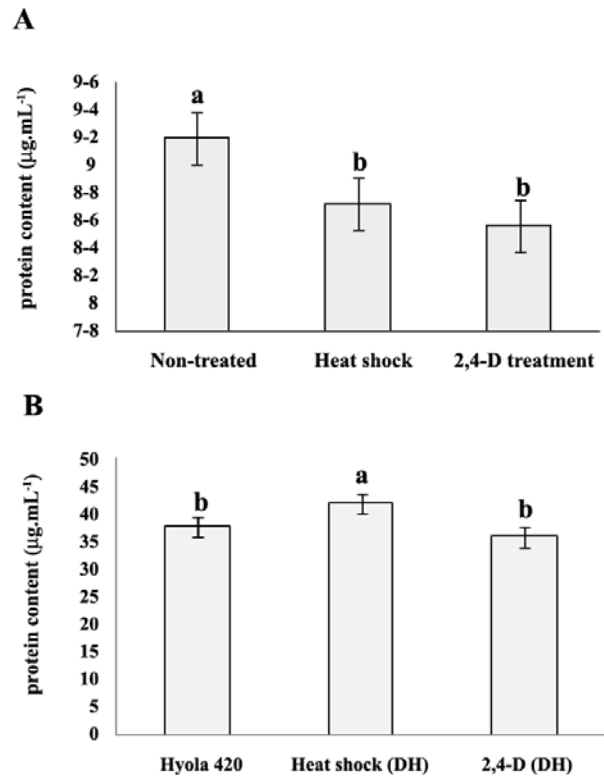 A
protein content (µg.mL⁻¹)
9-6
9-4
9-2
9
8-8
8-6
8-4
8-2
8
7-8
a
b
b
Non-treated
Heat shock
2,4-D treatment
B
protein content (µg.mL⁻¹)
50
45
40
35
30
25
20
15
10
5
0
b
a
b
Hyola 420
Heat shock (DH)
2,4-D (DH)